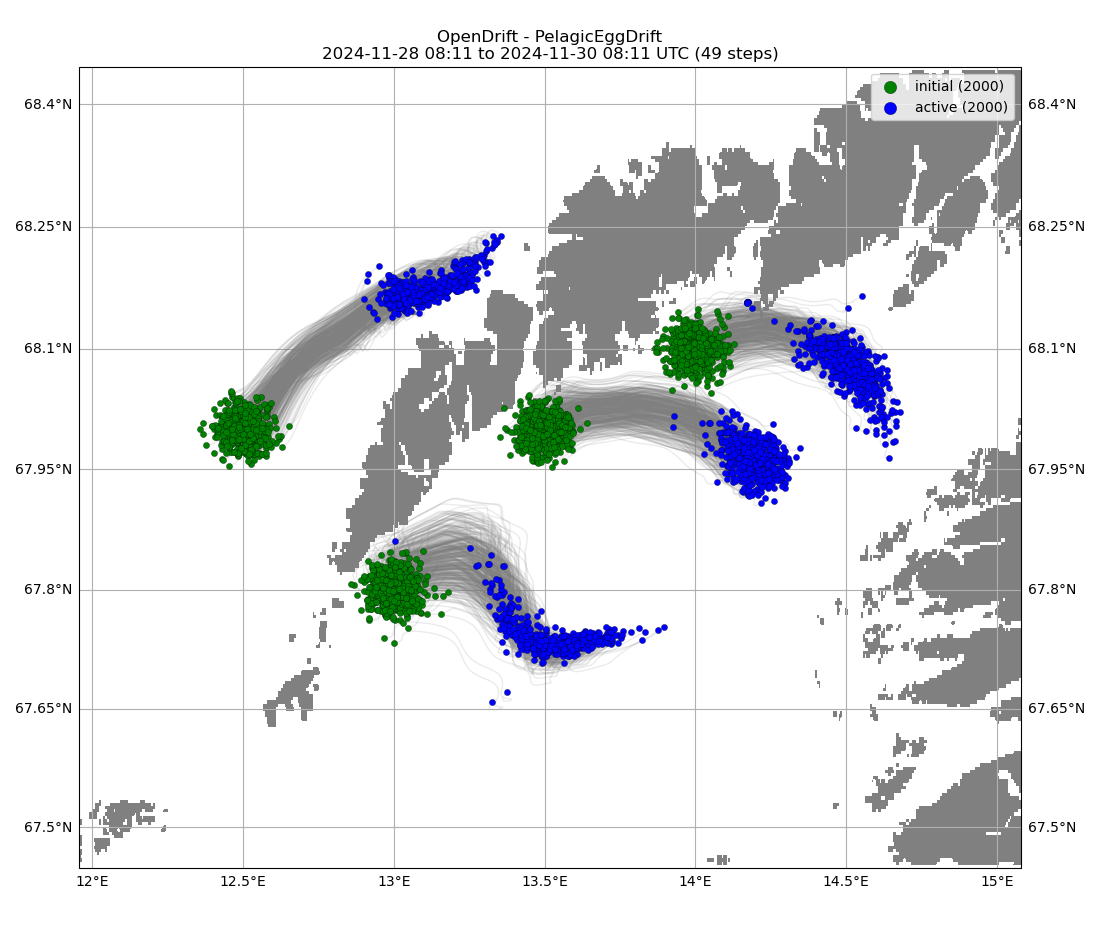 OpenDrift - PelagicEggDrift
2024-11-28 08:11 to 2024-11-30 08:11 UTC (49 steps)
initial (2000)
active (2000)
68.4°N
68.4°N
68.25°N
68.25°N
68.1°N
68.1°N
67.95°N
67.95°N
67.8°N
67.8°N
67.65°N
67.65°N
67.5°N
67.5°N
12°E
12.5°E
13°E
13.5°E
14°E
14.5°E
15°E